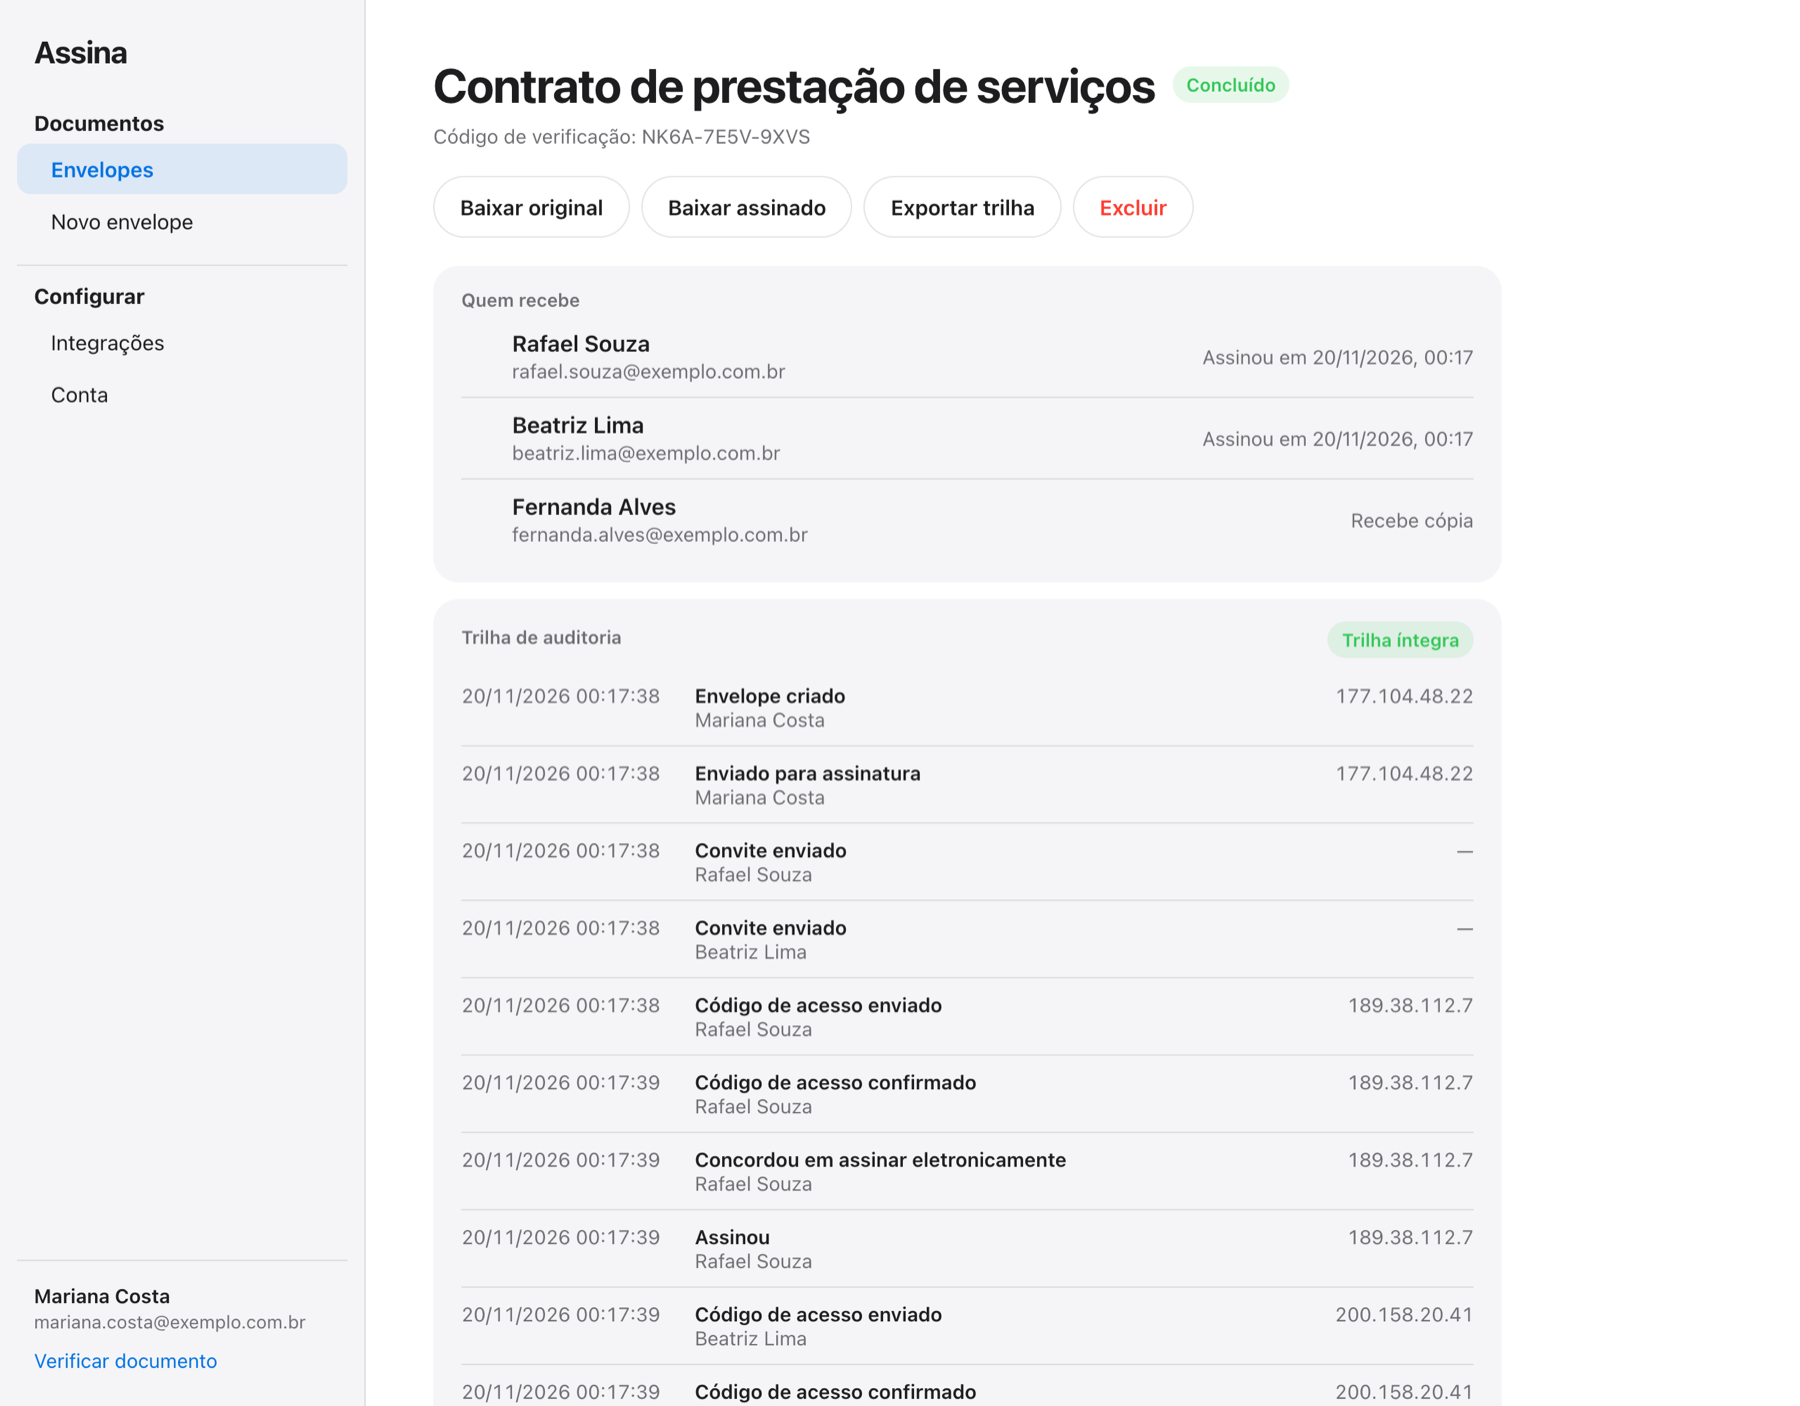 Assina
Documentos
Envelopes
Novo envelope
Configurar
Integrações
Conta
Mariana Costa
mariana.costa@exemplo.com.br
Verificar documento
Contrato de prestação de serviços
Concluído
Código de verificação: NK6A-7E5V-9XVS
Baixar original
Baixar assinado
Exportar trilha
Excluir
Quem recebe
Rafael Souza
rafael.souza@exemplo.com.br
Assinou em 20/11/2026, 00:17
Beatriz Lima
beatriz.lima@exemplo.com.br
Assinou em 20/11/2026, 00:17
Fernanda Alves
fernanda.alves@exemplo.com.br
Recebe cópia
Trilha de auditoria
Trilha íntegra
20/11/2026 00:17:38 Envelope criado 177.104.48.22
Mariana Costa
20/11/2026 00:17:38 Enviado para assinatura 177.104.48.22
Mariana Costa
20/11/2026 00:17:38 Convite enviado —
Rafael Souza
20/11/2026 00:17:38 Convite enviado —
Beatriz Lima
20/11/2026 00:17:38 Código de acesso enviado 189.38.112.7
Rafael Souza
20/11/2026 00:17:39 Código de acesso confirmado 189.38.112.7
Rafael Souza
20/11/2026 00:17:39 Concordou em assinar eletronicamente 189.38.112.7
Rafael Souza
20/11/2026 00:17:39 Assinou 189.38.112.7
Rafael Souza
20/11/2026 00:17:39 Código de acesso enviado 200.158.20.41
Beatriz Lima
20/11/2026 00:17:39 Código de acesso confirmado 200.158.20.41